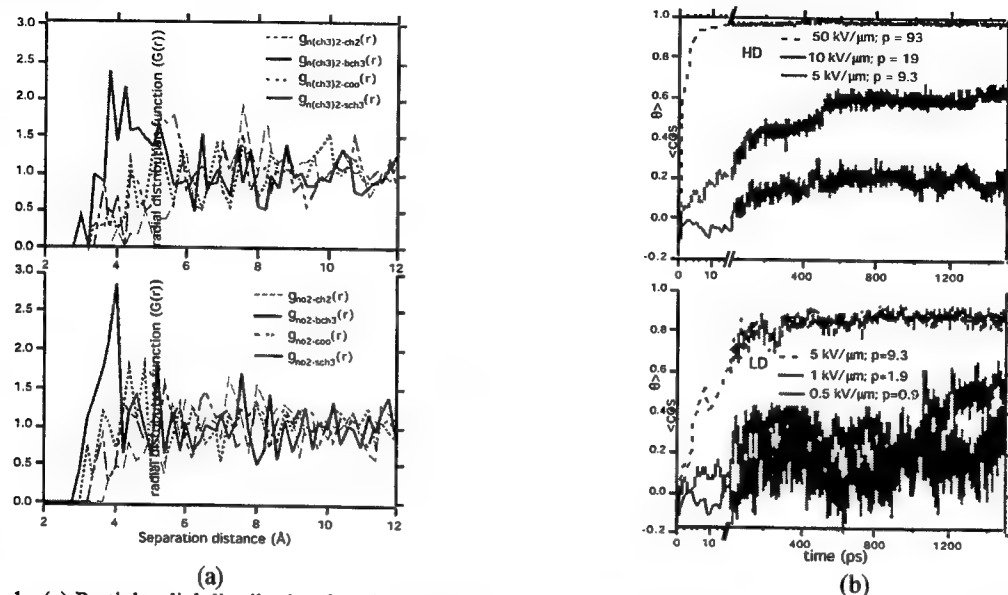 3.0
2.5
2.0
1.5
1.0
0.5
0.0
radial distribution function (G(r))
gn(ch3)2-ch2(r)
gn(ch3)2-bch3(r)
gn(ch3)2-coo(r)
gn(ch3)2-sch3(r)
2 4 6 8 10 12
3.0
2.5
2.0
1.5
1.0
0.5
0.0
radial distribution function (G(r))
gno2-ch2(r)
gno2-bch3(r)
gno2-coo(r)
gno2-sch3(r)
2 4 6 8 10 12
Separation distance (Å)
(a)
1.0
0.8
0.6
0.4
0.2
0.0
-0.2
<cos θ>
HD
50 kV/μm; p = 93
10 kV/μm; p = 19
5 kV/μm; p = 9.3
0 10 400 800 1200
1.0
0.8
0.6
0.4
0.2
0.0
-0.2
<cos θ>
LD
5 kV/μm; p=9.3
1 kV/μm; p=1.9
0.5 kV/μm; p=0.9
0 10 400 800 1200
time (ps)
(b)